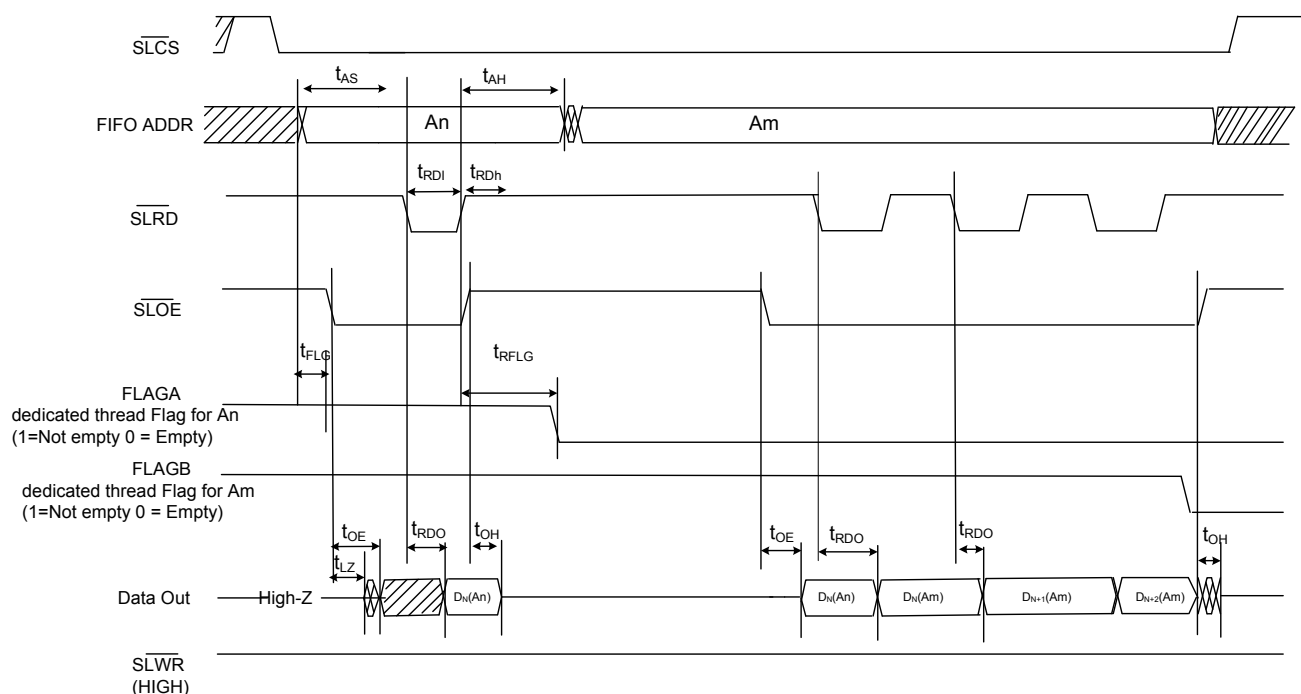 SLCS
tAS
tAH
FIFO ADDR
An
Am
tRDl
tRDh
SLRD
SLOE
tFLG
tRFLG
FLAGA
dedicated thread Flag for An
(1=Not empty 0 = Empty)
FLAGB
dedicated thread Flag for Am
(1=Not empty 0 = Empty)
tOE
tRDO
tOH
tOE
tRDO
tRDO
tOH
tLZ
Data Out
High-Z
DN(An)
DN(An)
DN(Am)
DN+1(Am)
DN+2(Am)
SLWR
(HIGH)